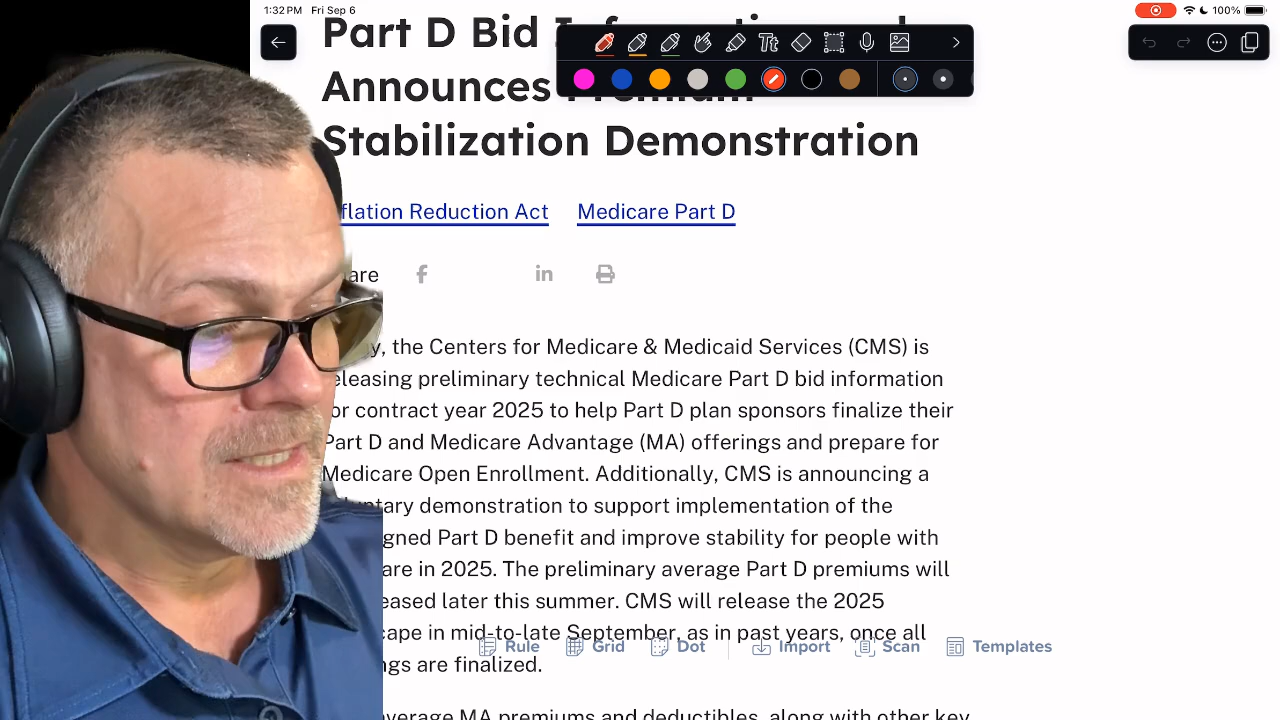 1:32 PM Fri Sep 6
100%
Part D Bid
Announces
Stabilization Demonstration
flation Reduction Act Medicare Part D
are
Tt
y, the Centers for Medicare & Medicaid Services (CMS) is
eleasing preliminary technical Medicare Part D bid information
or contract year 2025 to help Part D plan sponsors finalize their
Part D and Medicare Advantage (MA) offerings and prepare for
Medicare Open Enrollment. Additionally, CMS is announcing a
untary demonstration to support implementation of the
gned Part D benefit and improve stability for people with
are in 2025. The preliminary average Part D premiums will
eased later this summer. CMS will release the 2025
cape in mid-to-late September, as in past years, once all
Rule Grid Dot Import Scan Templates
ngs are finalized.
verage MA premiums and deductibles, along with other key